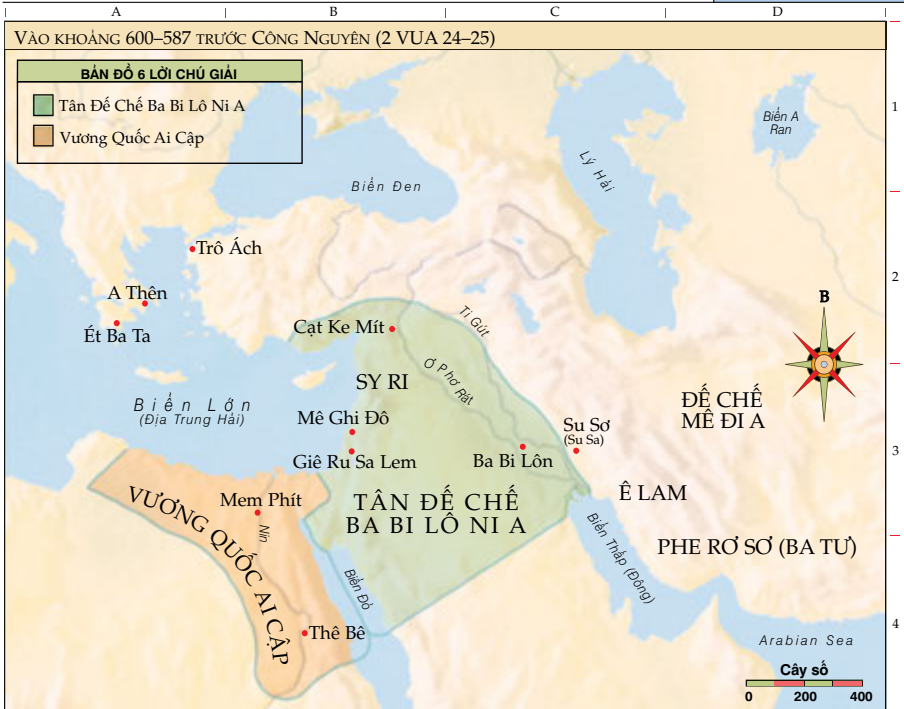 A B C D
VÀO KHOẢNG 600–587 TRƯỚC CÔNG NGUYÊN (2 VUA 24–25)
BẢN ĐỒ 6 LỜI CHÚ GIẢI
Tân Đế Chế Ba Bi Lô Ni A
Vương Quốc Ai Cập
1
Biển A
Ran
Lý Hải
Biển Đen
Trô Ách
2
A Thên
Ét Ba Ta
B
Cạt Ke Mít
Ti Gút
Ơ Phơ Rát
SY RI
ĐẾ CHẾ
MÊ ĐI A
Biển Lớn
(Địa Trung Hải)
Mê Ghi Đô
Su Sơ
(Su Sa)
3
Giê Ru Sa Lem
Ba Bi Lôn
Ê LAM
VƯƠNG QUỐC AI CẬP
Mem Phít
Nin
TÂN ĐẾ CHẾ
BA BI LÔ NI A
Biển Thấp (Đông)
PHE RƠ SƠ (BA TƯ)
Biển Đỏ
Thê Bê
4
Arabian Sea
Cây số
0 200 400